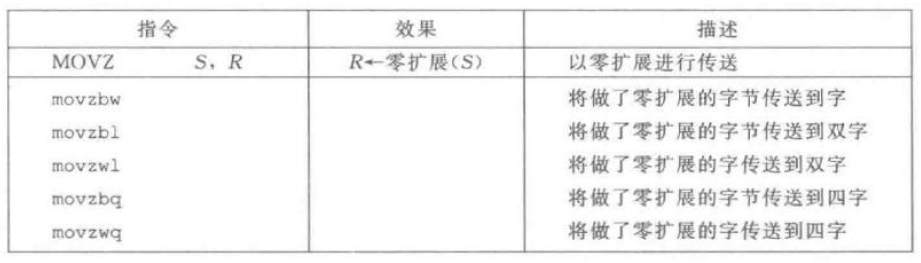 指令 效果 描述
MOVZ S, R R←零扩展(S) 以零扩展进行传送
movzbw 将做了零扩展的字节传送到字
movzbl 将做了零扩展的字节传送到双字
movzwl 将做了零扩展的字传送到双字
movzbq 将做了零扩展的字节传送到四字
movzwq 将做了零扩展的字传送到四字